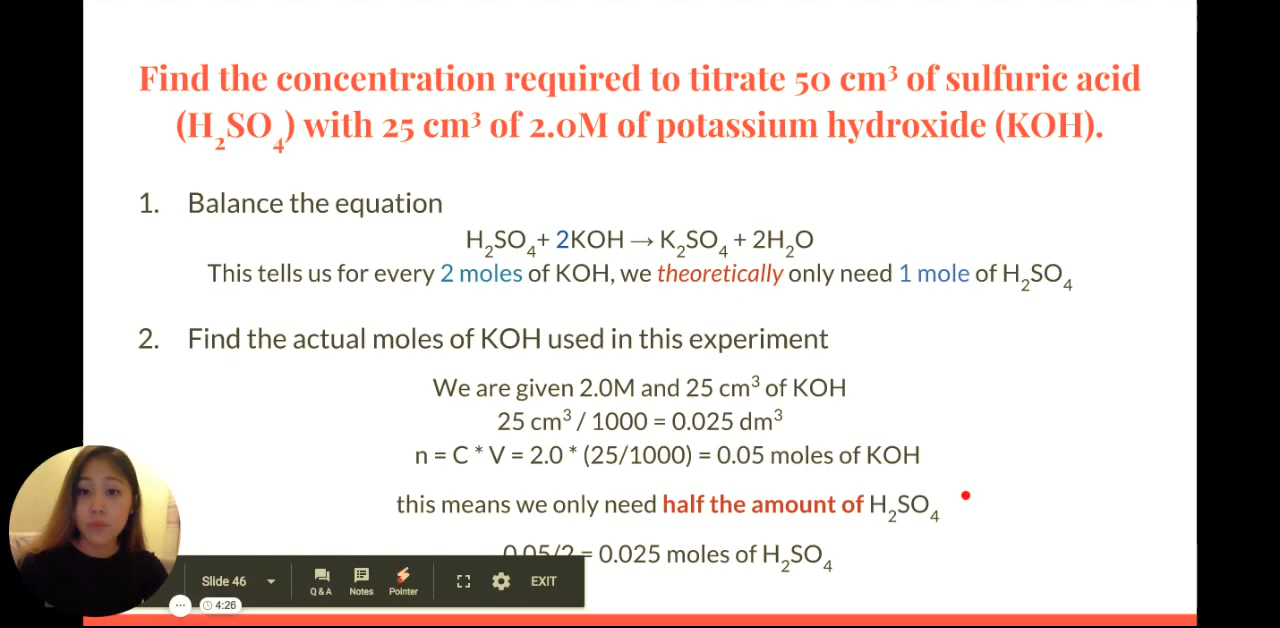 Find the concentration required to titrate 50 cm³ of sulfuric acid
(H₂SO₄) with 25 cm³ of 2.0M of potassium hydroxide (KOH).
1. Balance the equation
H₂SO₄+ 2KOH → K₂SO₄ + 2H₂O
This tells us for every 2 moles of KOH, we theoretically only need 1 mole of H₂SO₄
2. Find the actual moles of KOH used in this experiment
We are given 2.0M and 25 cm³ of KOH
25 cm³ / 1000 = 0.025 dm³
n = C * V = 2.0 * (25/1000) = 0.05 moles of KOH
this means we only need half the amount of H₂SO₄
0.05/2 = 0.025 moles of H₂SO₄
Slide 46
Q & A
Notes
Pointer
EXIT
4:26